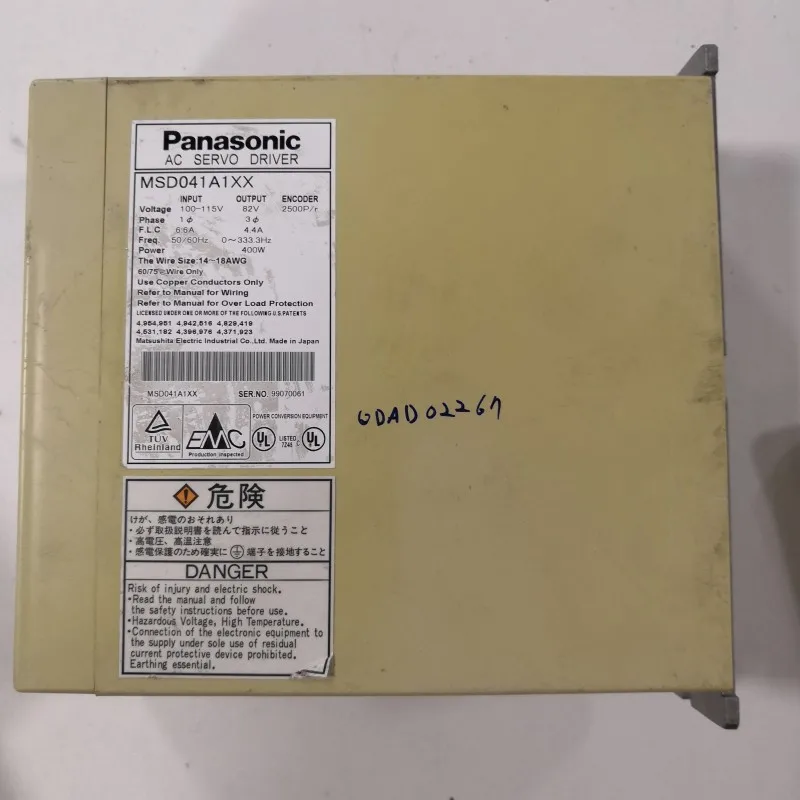 Panasonic
AC SERVO DRIVER
MSD041A1XX
INPUT OUTPUT ENCODER
Voltage 100-115V 82V 2500P/r
Phase 1ϕ 3ϕ
F.L.C 6.6A 4.4A
Freq. 50/60Hz 0~333.3Hz
Power 400W
The Wire Size:14~18AWG
60/75℃ Wire Only
Use Copper Conductors Only
Refer to Manual for Wiring
Refer to Manual for Over Load Protection
LICENSED UNDER ONE OR MORE OF THE FOLLOWING U.S.PATENTS
4,964,951 4,942,516 4,829,419
4,531,182 4,396,976 4,371,923
Matsushita Electric Industrial Co.,Ltd. Made in Japan
MSD041A1XX SER.NO. 99070061
TÜV
Rheinland
EMC
Production inspected
POWER CONVERSION EQUIPMENT
UL LISTED C UL
7Z48
危険
けが、感電のおそれあり
・必ず取扱説明書を読んで指示に従うこと
・高電圧、高温注意
・感電保護のため確実に端子を接地すること
DANGER
Risk of injury and electric shock.
・Read the manual and follow
the safety instructions before use.
・Hazardous Voltage, High Temperature.
・Connection of the electronic equipment to
the supply under sole use of residual
current protective device prohibited.
Earthing essential.